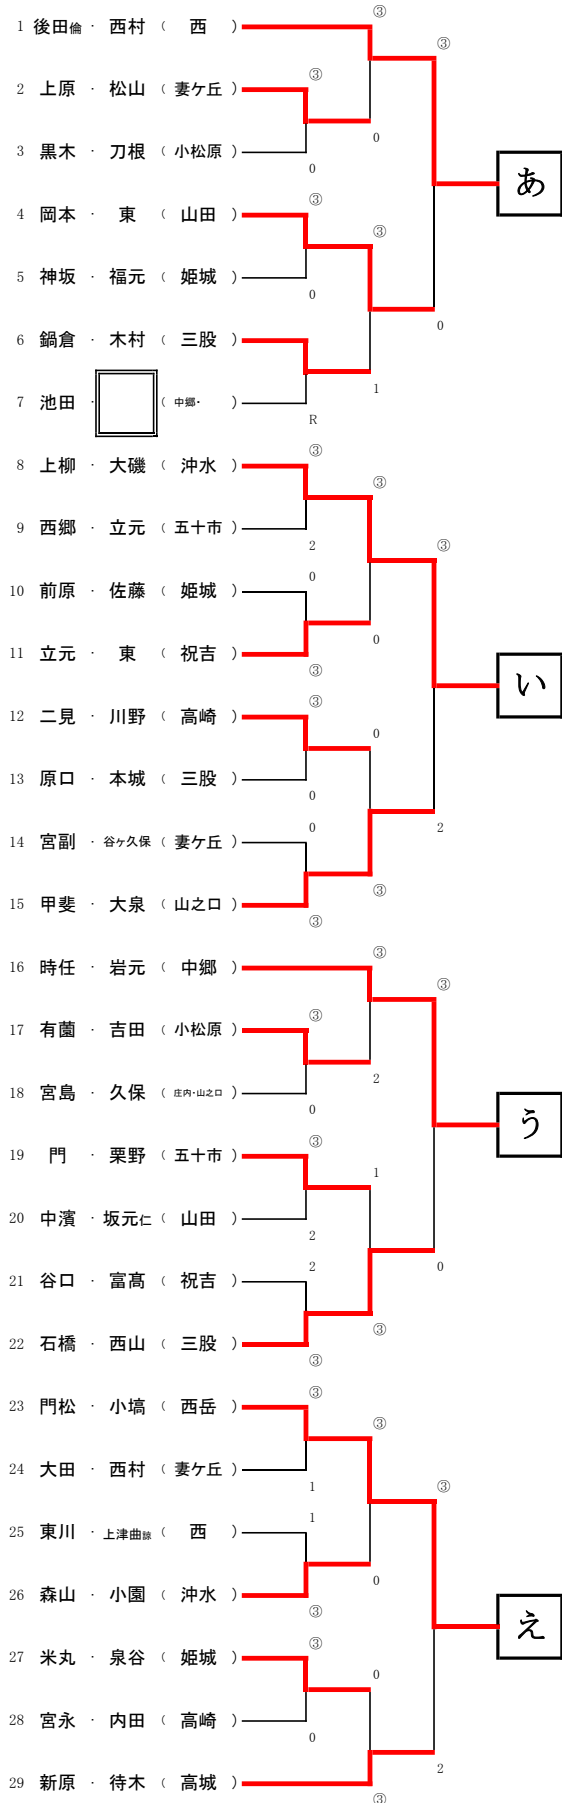 ③
1 後田倫 ・ 西村 （ 西 ）
③
③
2 上原 ・ 松山 （ 妻ケ丘 ）
0
3 黒木 ・ 刀根 （ 小松原 ）
0
あ
③
4 岡本 ・ 東 （ 山田 ）
③
5 神坂 ・ 福元 （ 姫城 ）
0
0
6 鍋倉 ・ 木村 （ 三股 ）
1
7 池田 ・ （ 中郷・ ）
R
③
8 上柳 ・ 大磯 （ 沖水 ）
③
9 西郷 ・ 立元 （ 五十市 ）
2
③
0
10 前原 ・ 佐藤 （ 姫城 ）
0
11 立元 ・ 東 （ 祝吉 ）
③
い
③
12 二見 ・ 川野 （ 高崎 ）
0
13 原口 ・ 本城 （ 三股 ）
0
0
2
14 宮副 ・ 谷ヶ久保 （ 妻ケ丘 ）
③
15 甲斐 ・ 大泉 （ 山之口 ）
③
③
16 時任 ・ 岩元 （ 中郷 ）
③
③
17 有薗 ・ 吉田 （ 小松原 ）
2
18 宮島 ・ 久保 （ 庄内・山之口 ）
0
う
③
19 門 ・ 栗野 （ 五十市 ）
1
20 中濱 ・ 坂元仁 （ 山田 ）
2
2
0
21 谷口 ・ 富髙 （ 祝吉 ）
③
22 石橋 ・ 西山 （ 三股 ）
③
③
23 門松 ・ 小塙 （ 西岳 ）
③
24 大田 ・ 西村 （ 妻ケ丘 ）
1
③
1
25 東川 ・ 上津曲諒 （ 西 ）
0
26 森山 ・ 小園 （ 沖水 ）
③
え
③
27 米丸 ・ 泉谷 （ 姫城 ）
0
28 宮永 ・ 内田 （ 高崎 ）
0
2
29 新原 ・ 待木 （ 高城 ）
③